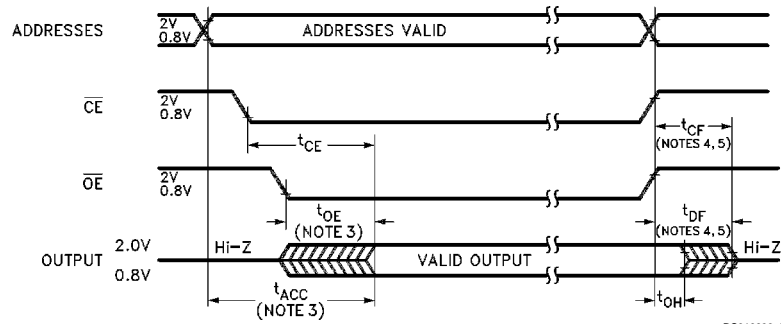 ADDRESSES 2V 0.8V ADDRESSES VALID
CE 2V 0.8V
tCE
tCF
(NOTES 4, 5)
OE 2V 0.8V
tOE
(NOTE 3)
tDF
(NOTES 4, 5)
OUTPUT 2.0V 0.8V Hi-Z VALID OUTPUT Hi-Z
tACC
(NOTE 3)
tOH